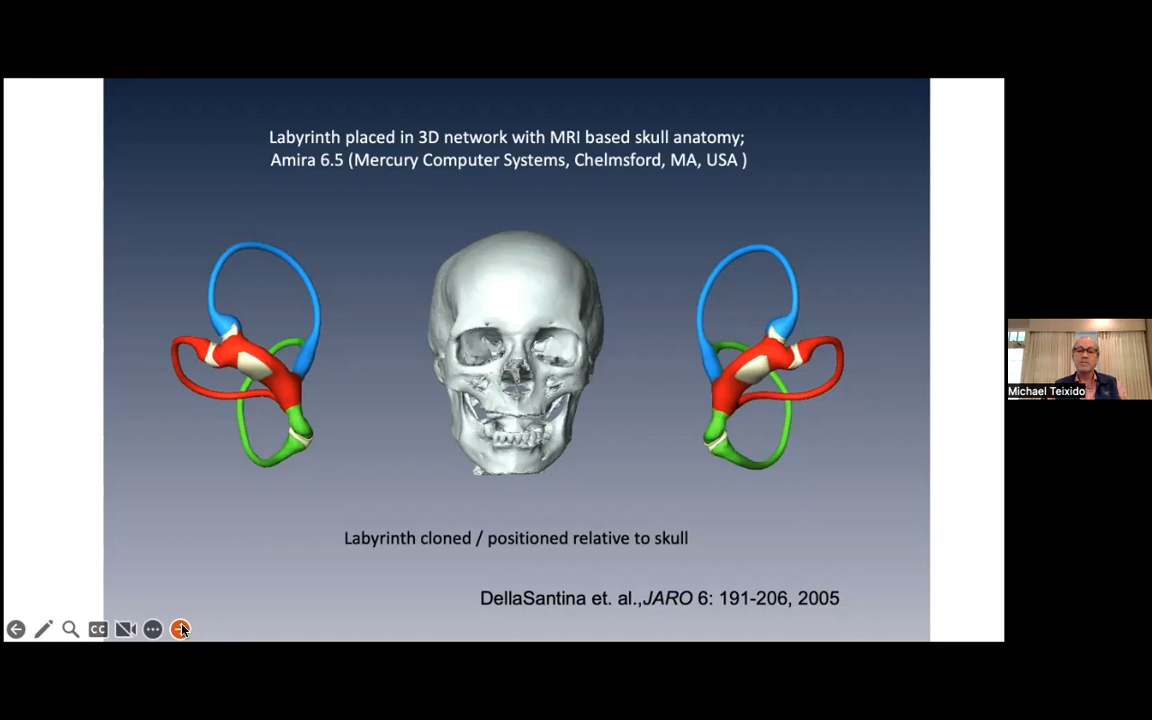 Labyrinth placed in 3D network with MRI based skull anatomy;
Amira 6.5 (Mercury Computer Systems, Chelmsford, MA, USA )
Michael Teixido
Labyrinth cloned / positioned relative to skull
DellaSantina et. al.,JARO 6: 191-206, 2005
CC